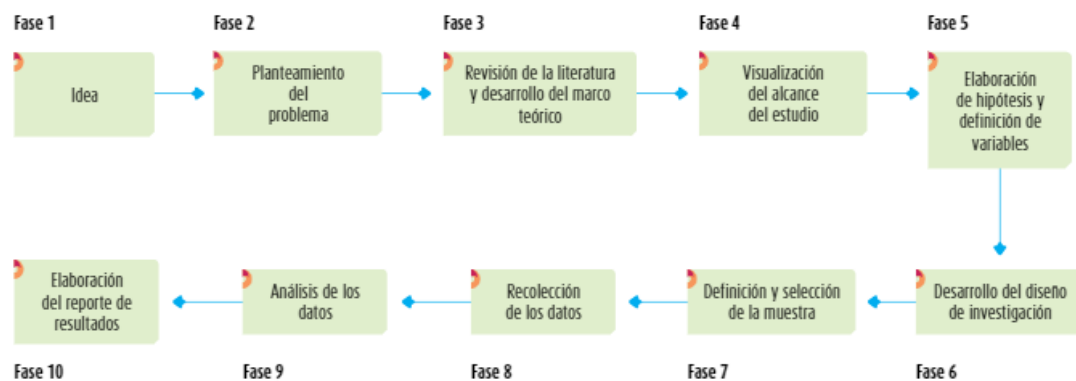 Fase 1
Idea
Fase 2
Planteamiento
del
problema
Fase 3
Revisión de la literatura
y desarrollo del marco
teórico
Fase 4
Visualización
del alcance
del estudio
Fase 5
Elaboración
de hipótesis y
definición de
variables
Desarrollo del diseño
de investigación
Fase 6
Definición y selección
de la muestra
Fase 7
Recolección
de los datos
Fase 8
Análisis de los
datos
Fase 9
Elaboración
del reporte de
resultados
Fase 10